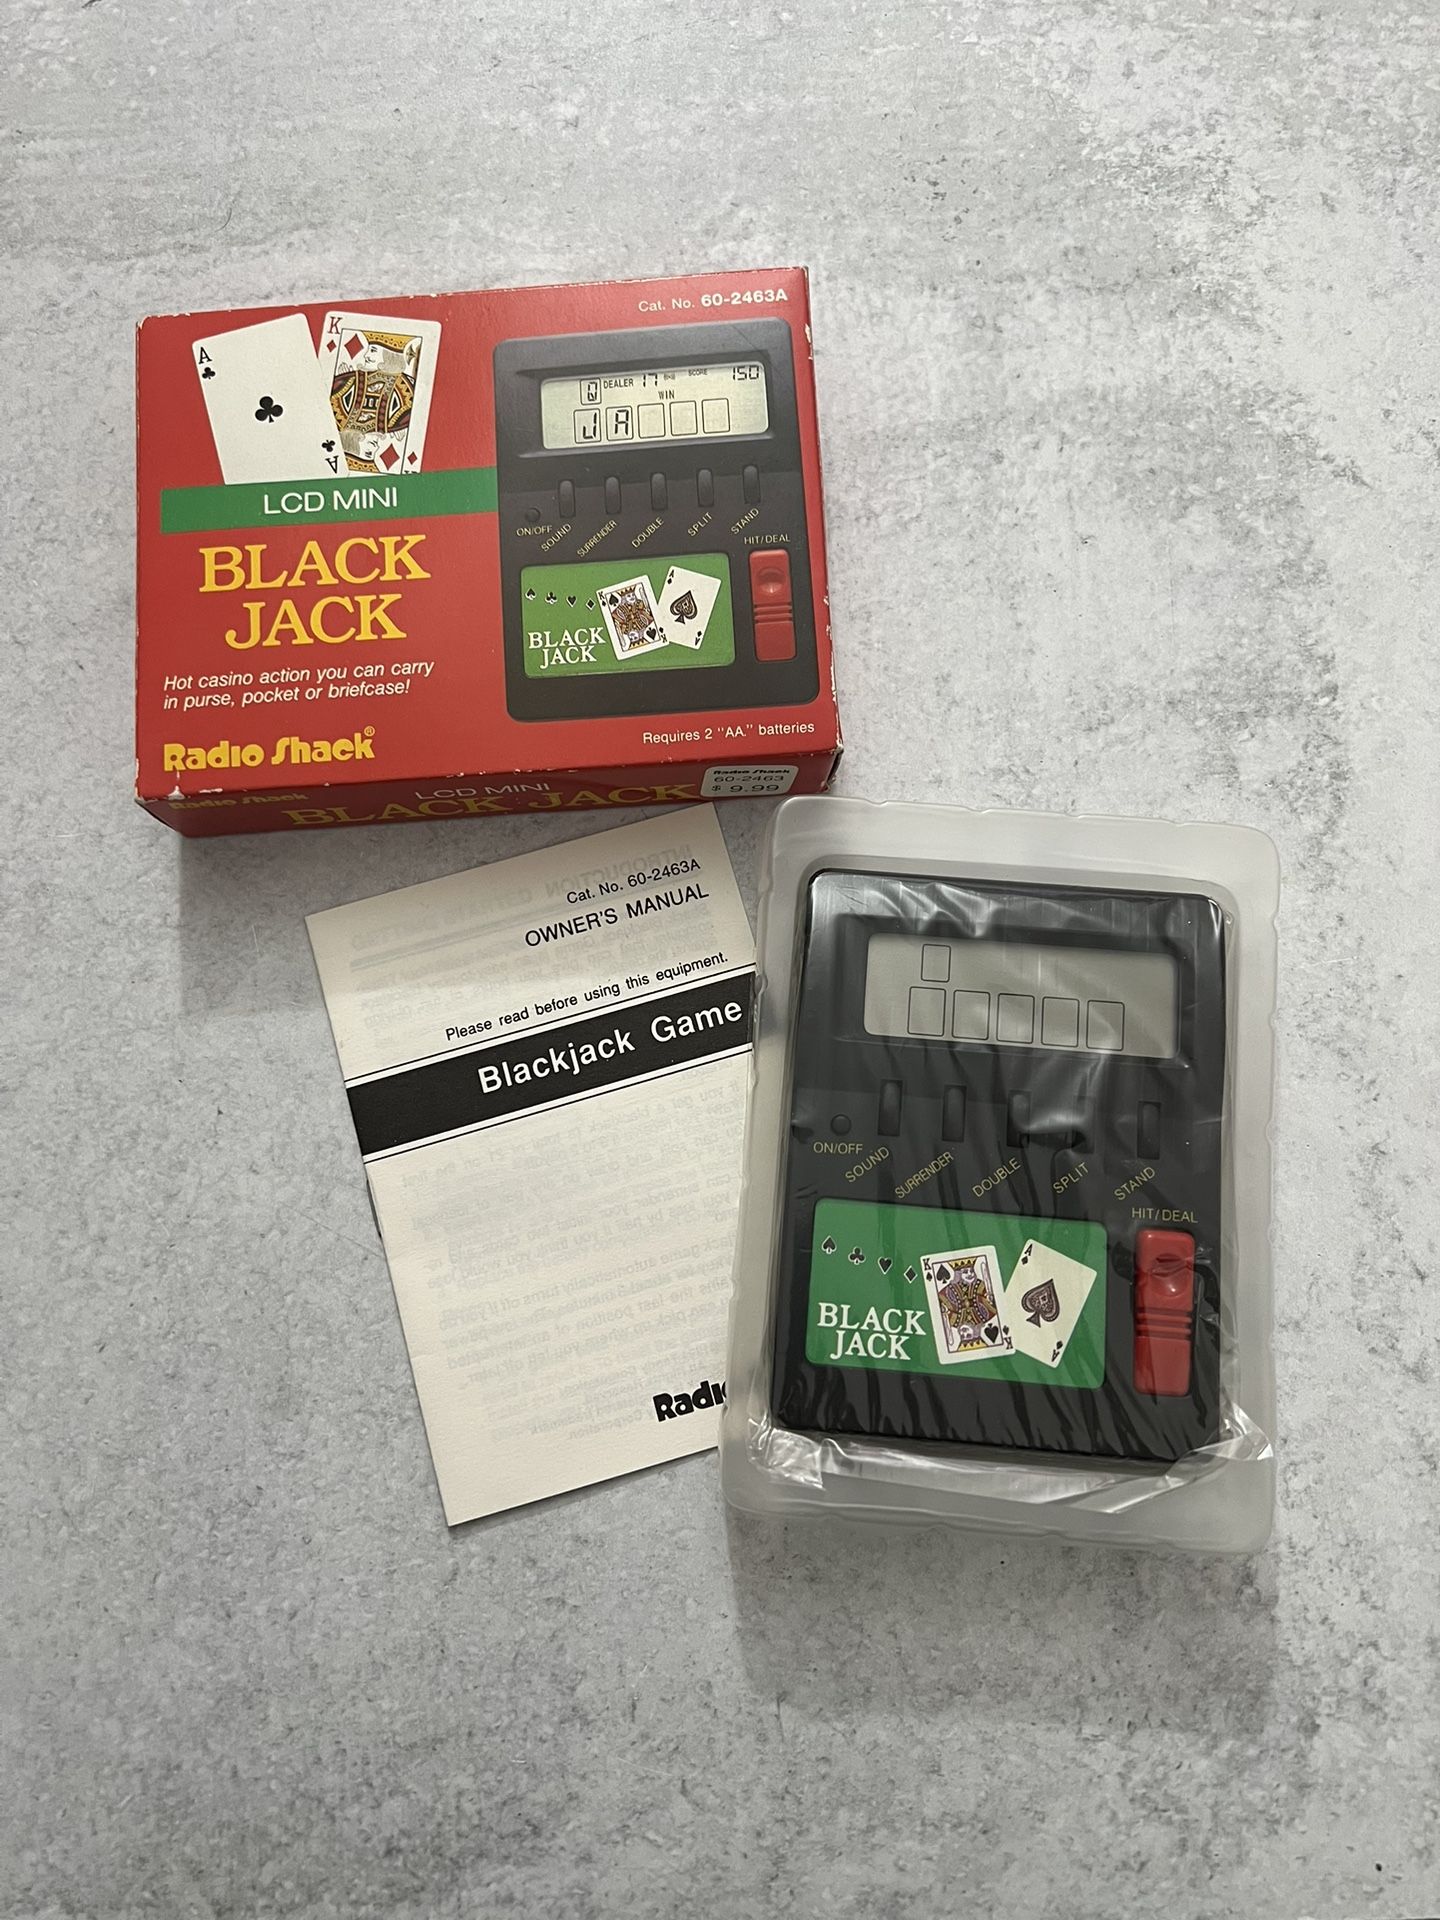 Cat. No. 60-2463A
A
K
A
DEALER 17 SCORE 150
WIN
J A
ON/OFF SOUND SURRENDER DOUBLE SPLIT STAND
HIT/DEAL
BLACK
JACK
K
K
A
A
LCD MINI
BLACK
JACK
Hot casino action you can carry
in purse, pocket or briefcase!
Radio Shack®
Requires 2 "AA" batteries
Radio Shack
LCD MINI
BLACK JACK
Radio Shack
60-2463
$ 9.99
Cat. No. 60-2463A
OWNER'S MANUAL
Please read before using this equipment.
Blackjack Game
Radio
ON/OFF SOUND SURRENDER DOUBLE SPLIT STAND
HIT/DEAL
BLACK
JACK
K
K
A
A